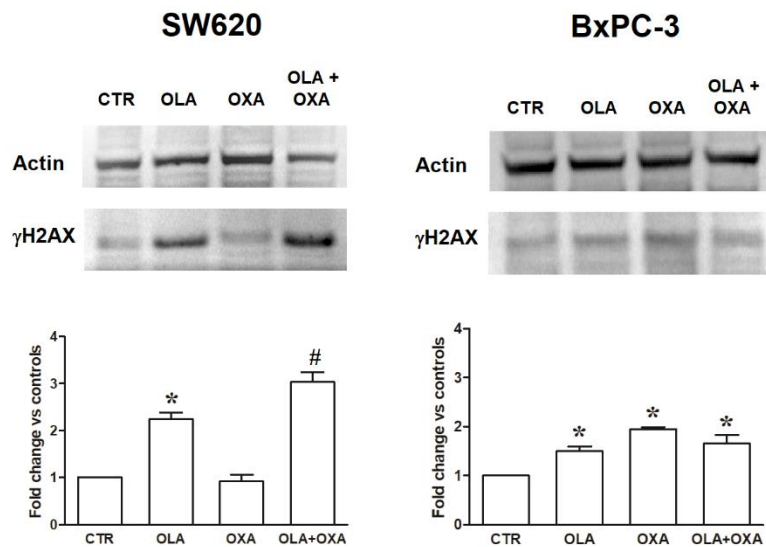 SW620
CTR OLA OXA OLA +
OXA
Actin
γH2AX
Fold change vs controls
4
3
2
1
0
*
#
CTR OLA OXA OLA+OXA
BxPC-3
CTR OLA OXA OLA +
OXA
Actin
γH2AX
Fold change vs controls
4
3
2
1
0
* * *
CTR OLA OXA OLA+OXA